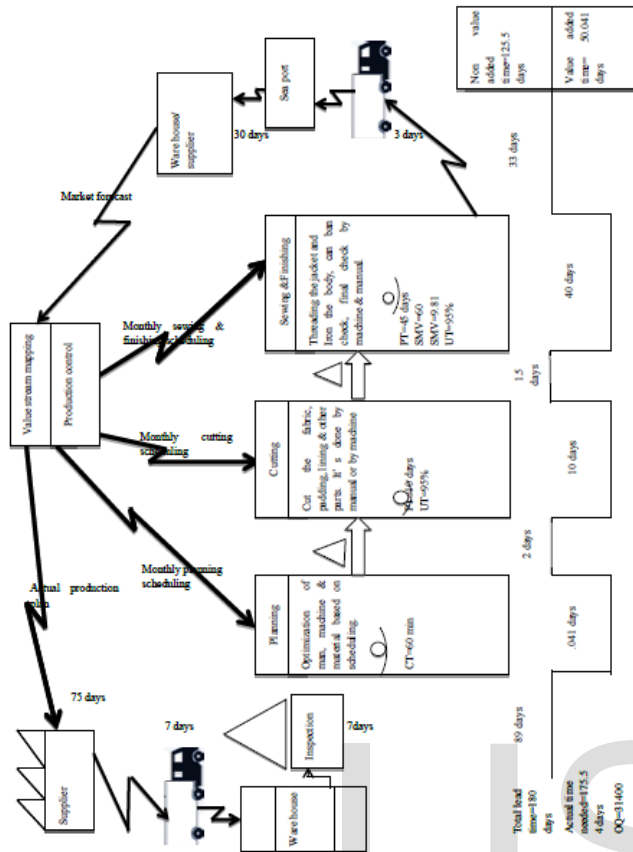 Value stream mapping
Production control
Market forecast
Actual production
plan
Monthly planning
scheduling
Monthly cutting
scheduling
Monthly sewing &
finishing scheduling
Supplier
75 days
7 days
Ware house
Inspection
7days
Planning
Optimization of
man, machine &
material based on
scheduling.
CT=60 min
Cutting
Cut the fabric,
padding, lining & other
parts. It's done by
manual or by machine
days
UT=95%
Sewing & Finishing
Threading the jacket and
Iron the body, can ban
check, final check by
machine & manual.
PT=45 days
SMV=60
SMV=9.81
UT=95%
Ware house/
supplier
30 days
Sea port
3 days
89 days
.041 days
2 days
10 days
1.5
days
40 days
33 days
Total lead
time=180
days
Actual time
needed=175.5
4 days
OQ=31400
Non value
added
time=125.5
days
Value added
time=50.041
days